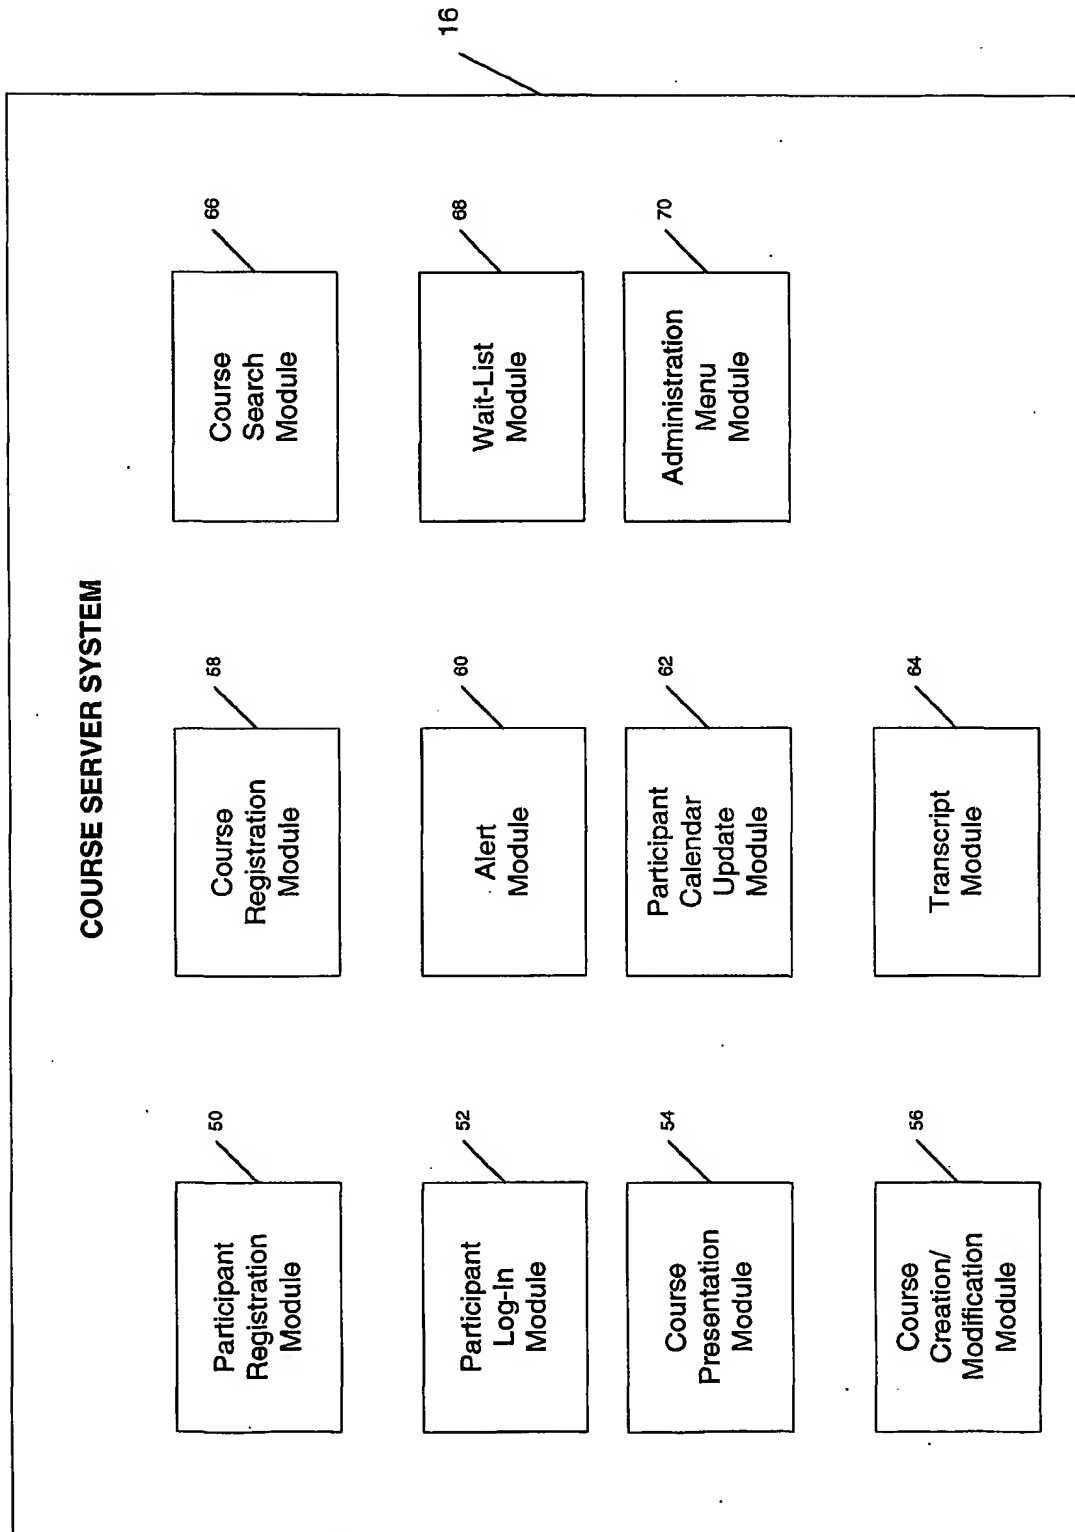 COURSE SERVER SYSTEM
16
50
Participant
Registration
Module
52
Participant
Log-In
Module
54
Course
Presentation
Module
56
Course
Creation/
Modification
Module
58
Course
Registration
Module
60
Alert
Module
62
Participant
Calendar
Update
Module
64
Transcript
Module
66
Course
Search
Module
68
Wait-List
Module
70
Administration
Menu
Module